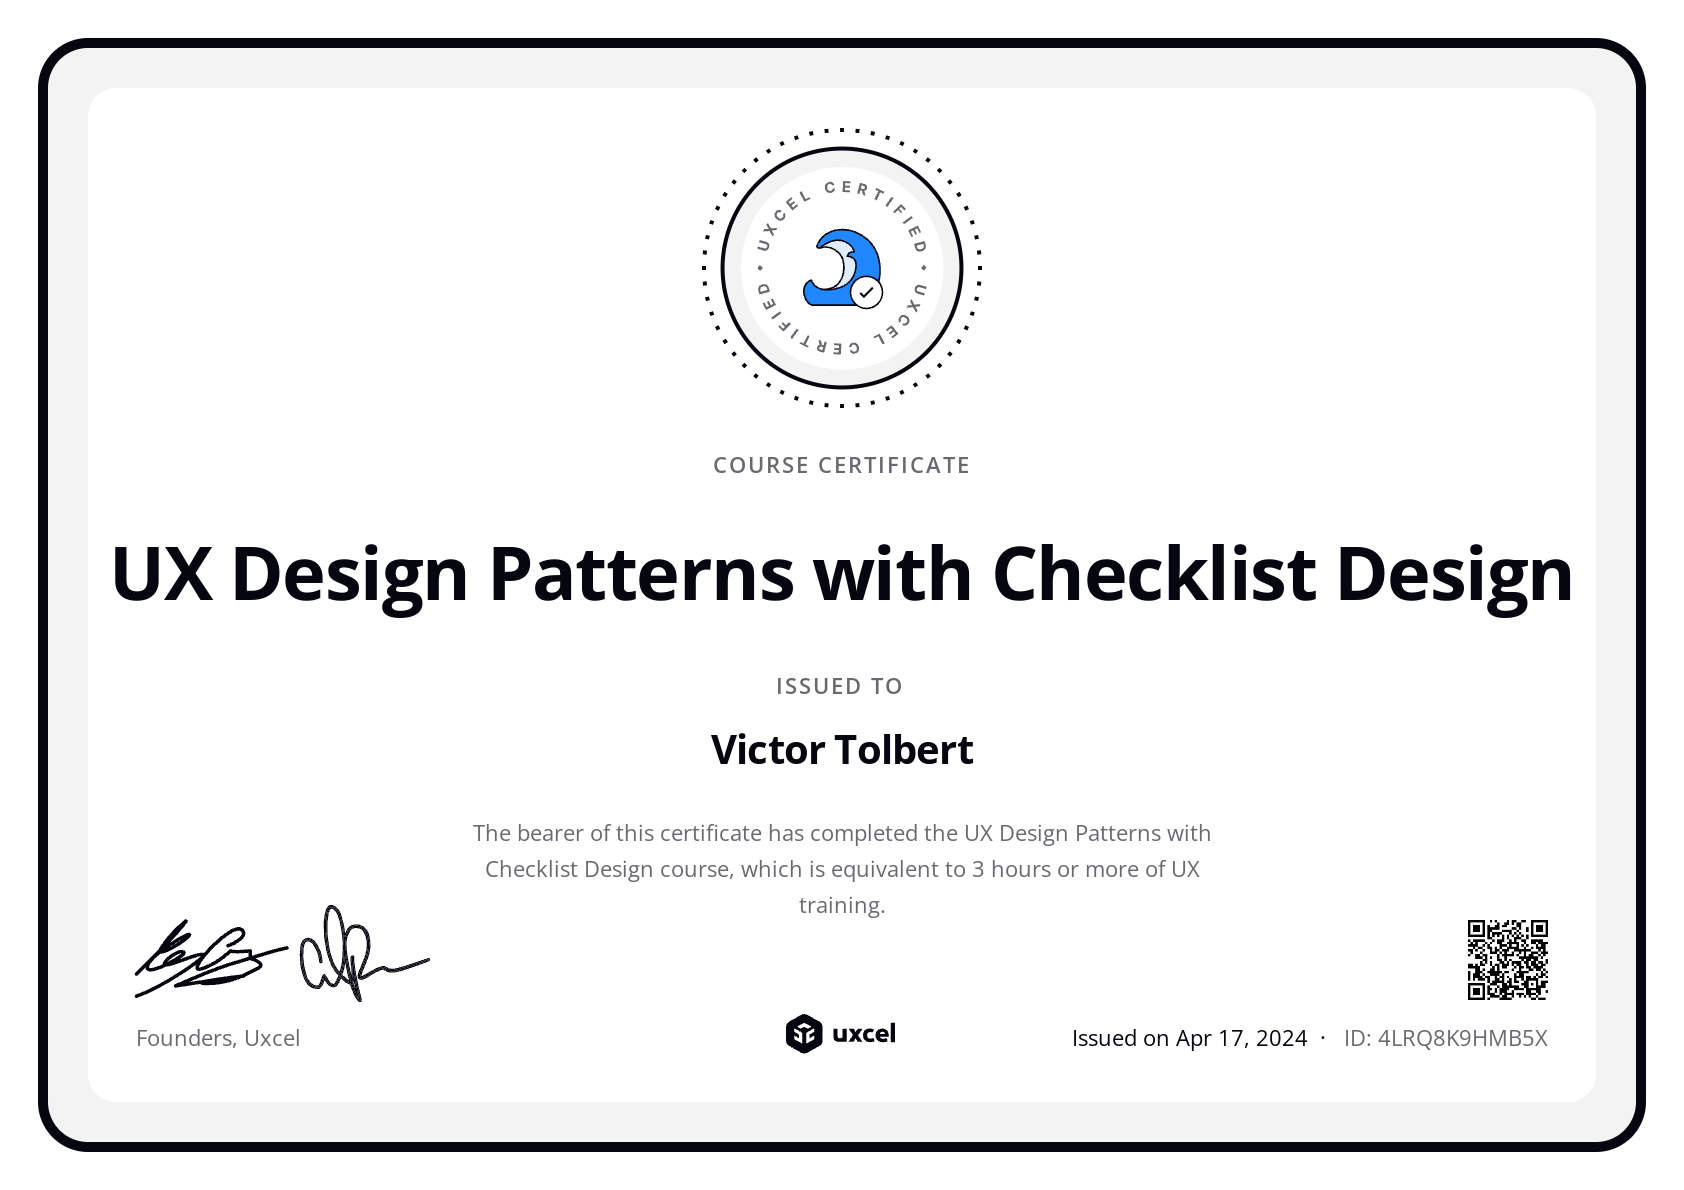 UXCEL CERTIFIED • UXCEL CERTIFIED •
COURSE CERTIFICATE
UX Design Patterns with Checklist Design
ISSUED TO
Victor Tolbert
The bearer of this certificate has completed the UX Design Patterns with
Checklist Design course, which is equivalent to 3 hours or more of UX
training.
Founders, Uxcel
uxcel
Issued on Apr 17, 2024 · ID: 4LRQ8K9HMB5X